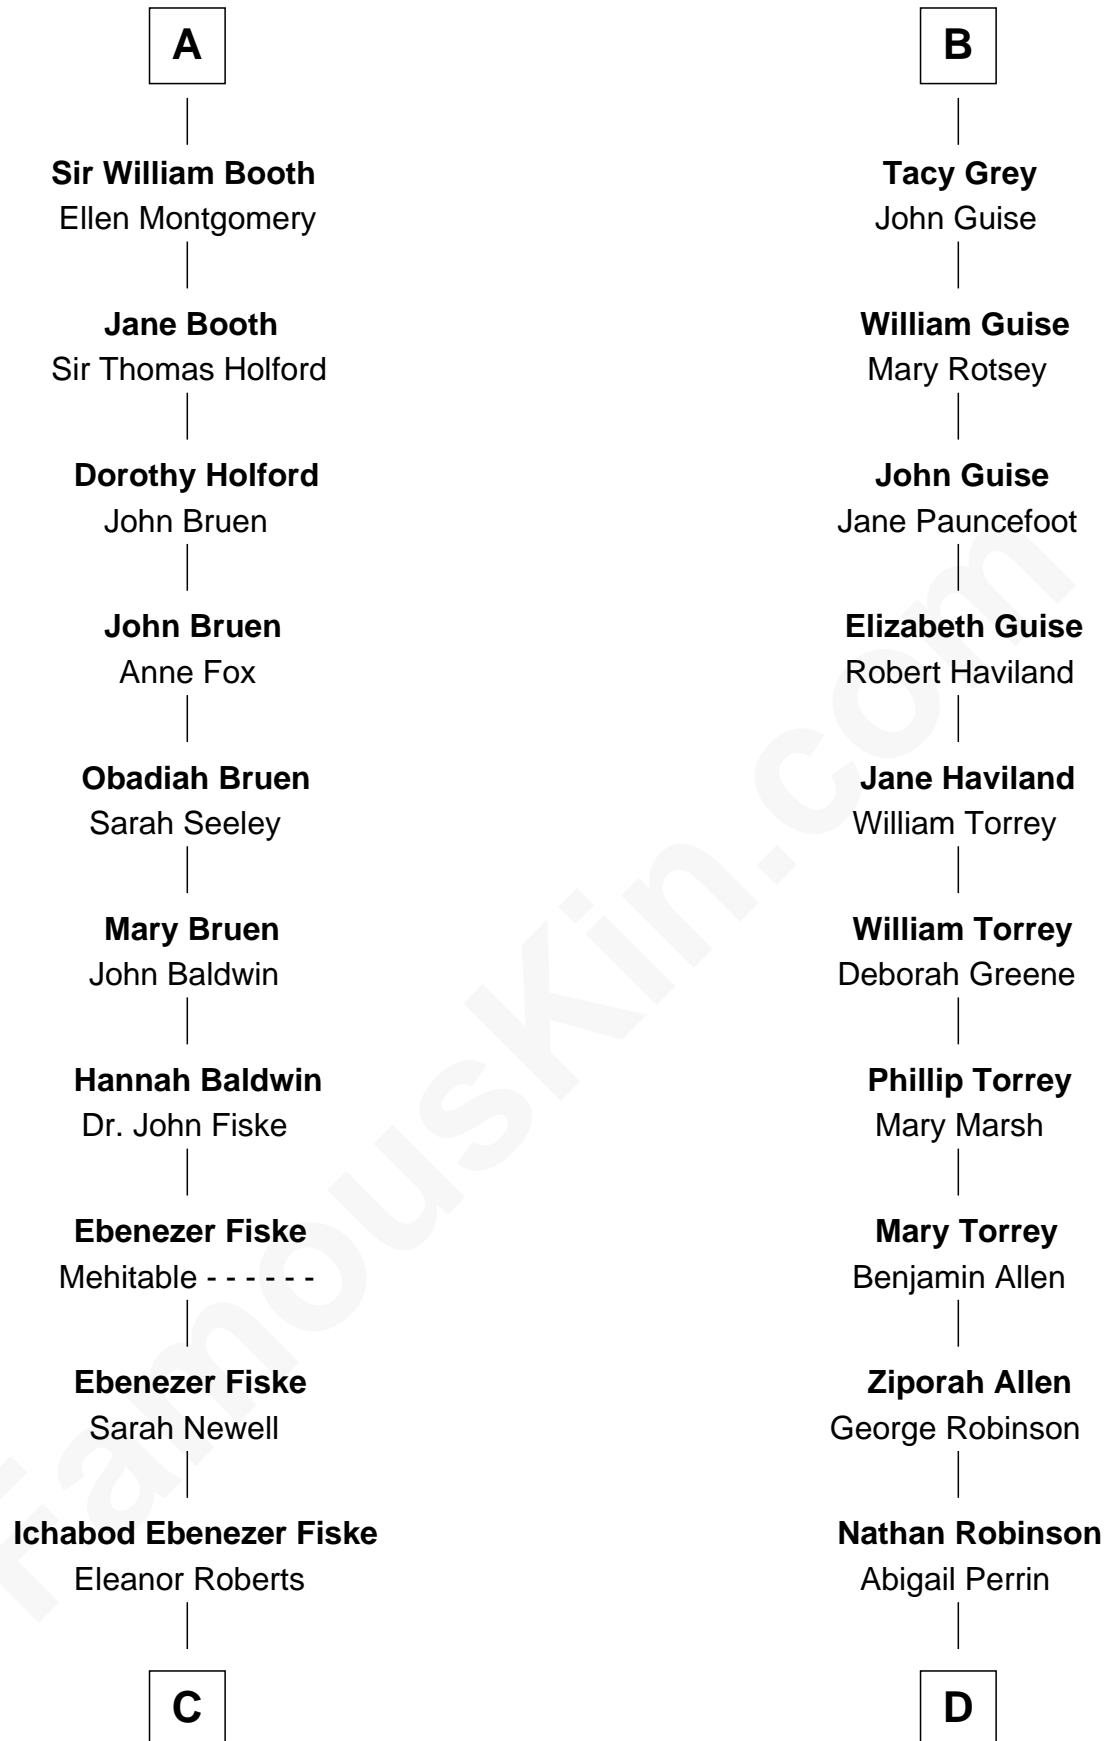 A
Sir William Booth
Ellen Montgomery
Jane Booth
Sir Thomas Holford
Dorothy Holford
John Bruen
John Bruen
Anne Fox
Obadiah Bruen
Sarah Seeley
Mary Bruen
John Baldwin
Hannah Baldwin
Dr. John Fiske
Ebenezer Fiske
Mehitable - - - - - -
Ebenezer Fiske
Sarah Newell
Ichabod Ebenezer Fiske
Eleanor Roberts
C
B
Tacy Grey
John Guise
William Guise
Mary Rotsey
John Guise
Jane Pauncefoot
Elizabeth Guise
Robert Haviland
Jane Haviland
William Torrey
William Torrey
Deborah Greene
Phillip Torrey
Mary Marsh
Mary Torrey
Benjamin Allen
Ziporah Allen
George Robinson
Nathan Robinson
Abigail Perrin
D
FamousKin.com